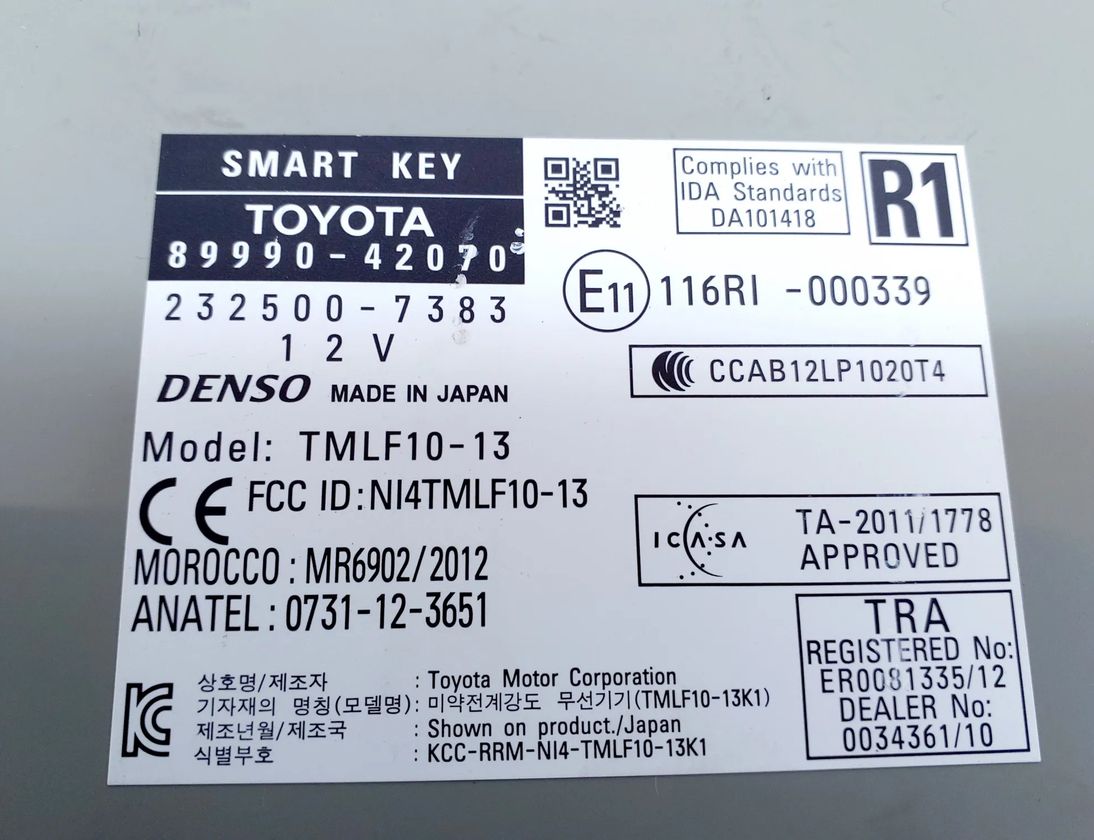 SMART KEY
TOYOTA
89990-42070
232500-7383
12V
DENSO MADE IN JAPAN
Model: TMLF10-13
CE FCC ID:NI4TMLF10-13
MOROCCO : MR6902/2012
ANATEL : 0731-12-3651
Complies with
IDA Standards
DA101418
R1
E11 116RI -000339
CCAB12LP1020T4
ICASA TA-2011/1778
APPROVED
TRA
REGISTERED No:
ER0081335/12
DEALER No:
0034361/10
상호명/제조자 : Toyota Motor Corporation
기자재의 명칭(모델명): 미약전계강도 무선기기(TMLF10-13K1)
제조년월/제조국 : Shown on product./Japan
식별부호 : KCC-RRM-NI4-TMLF10-13K1